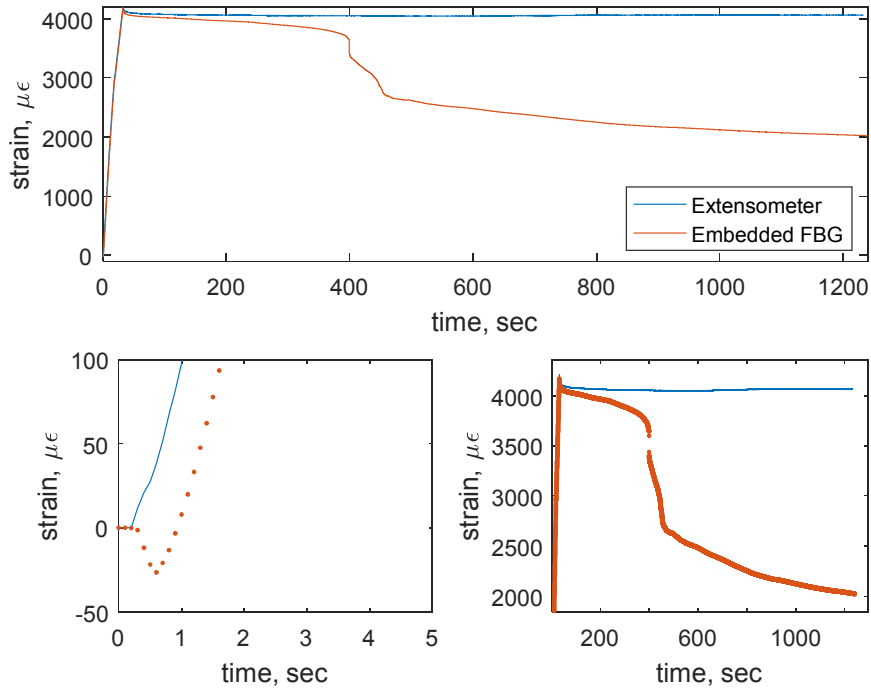 4000
3000
2000
1000
0
strain, µϵ
0 200 400 600 800 1000 1200
time, sec
Extensometer
Embedded FBG
100
50
0
-50
strain, µϵ
0 1 2 3 4 5
time, sec
4000
3500
3000
2500
2000
strain, µϵ
200 600 1000
time, sec